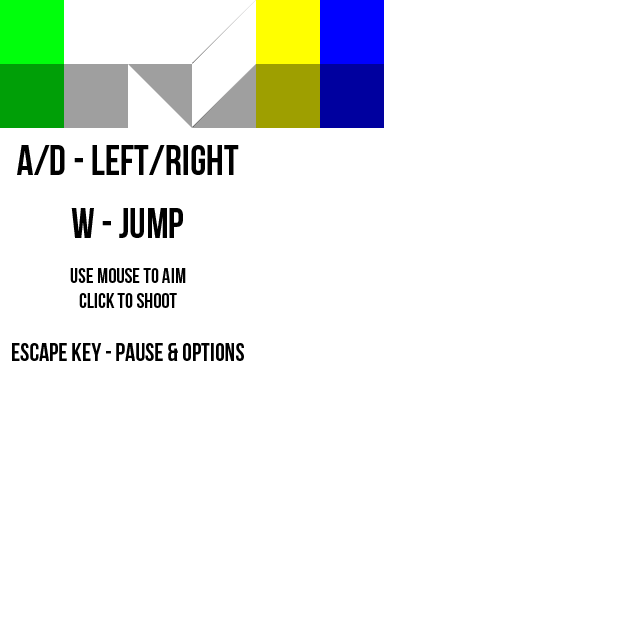 A/D - LEFT/RIGHT
W - JUMP
USE MOUSE TO AIM
CLICK TO SHOOT
ESCAPE KEY - PAUSE & OPTIONS